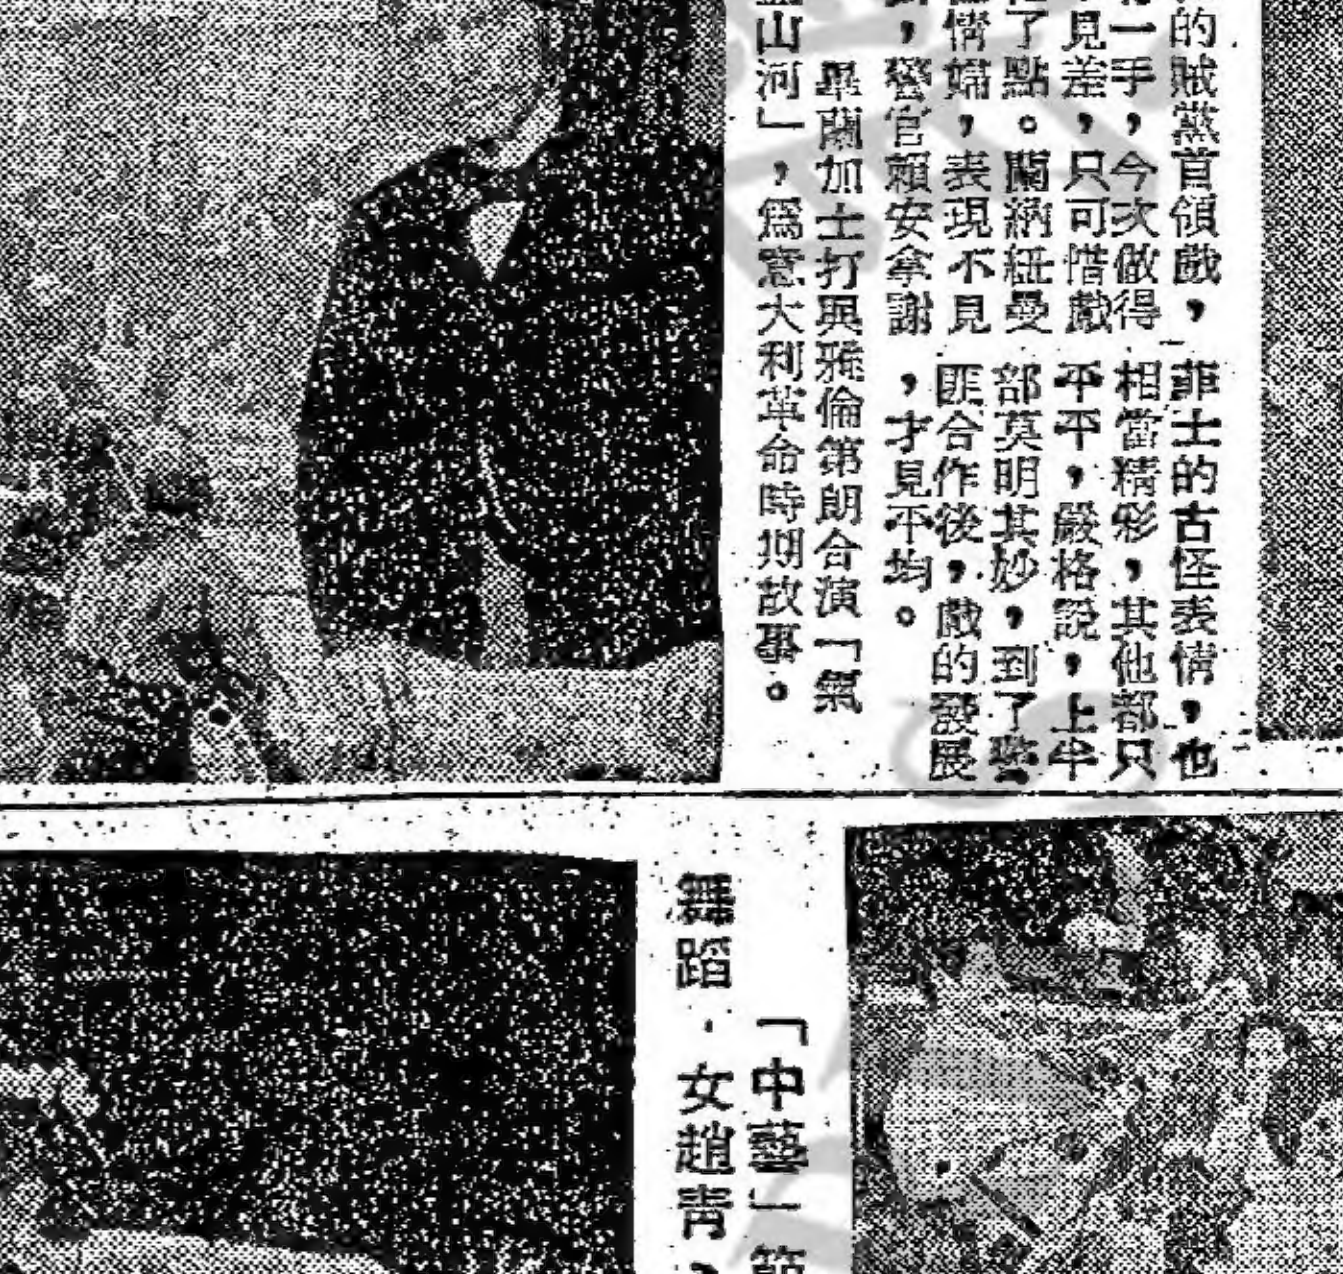 的賊黨首領戲，
一手，今次做得
見差，只可惜戲
了點。蘭納紐曼
情婦，表現不見
，警官賴安拿謝
菲士的古怪表情，也
相當精彩，其他都只
平平，嚴格說，上半
部莫明其妙，到了警
匪合作後，戲的發展
，才見平均。
畢蘭加士打與雅倫第朗合演「氣
山河」，爲意大利革命時期故事。
「中藝」節
舞蹈．女趙青、